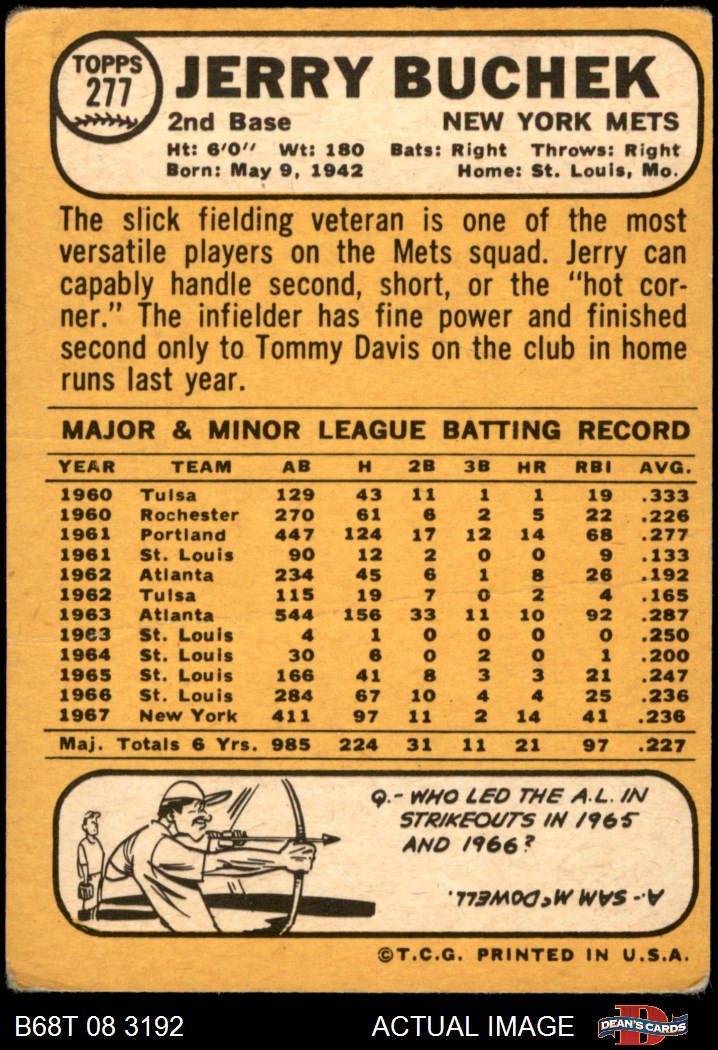 TOPPS
277
JERRY BUCHEK
2nd Base NEW YORK METS
Ht: 6'0" Wt: 180 Bats: Right Throws: Right
Born: May 9, 1942 Home: St. Louis, Mo.
The slick fielding veteran is one of the most
versatile players on the Mets squad. Jerry can
capably handle second, short, or the "hot cor-
ner." The infielder has fine power and finished
second only to Tommy Davis on the club in home
runs last year.
MAJOR & MINOR LEAGUE BATTING RECORD
YEAR TEAM AB H 2B 3B HR RBI AVG.
1960 Tulsa 129 43 11 1 1 19 .333
1960 Rochester 270 61 6 2 5 22 .226
1961 Portland 447 124 17 12 14 68 .277
1961 St. Louis 90 12 2 0 0 9 .133
1962 Atlanta 234 45 6 1 8 26 .192
1962 Tulsa 115 19 7 0 2 4 .165
1963 Atlanta 544 156 33 11 10 92 .287
1963 St. Louis 4 1 0 0 0 0 .250
1964 St. Louis 30 6 0 2 0 1 .200
1965 St. Louis 166 41 8 3 3 21 .247
1966 St. Louis 284 67 10 4 4 25 .236
1967 New York 411 97 11 2 14 41 .236
Maj. Totals 6 Yrs. 985 224 31 11 21 97 .227
Q.- WHO LED THE A.L. IN
STRIKEOUTS IN 1965
AND 1966?
A.- SAM McDOWELL.
©T.C.G. PRINTED IN U.S.A.
B68T 08 3192 ACTUAL IMAGE
D
DEAN'S CARDS